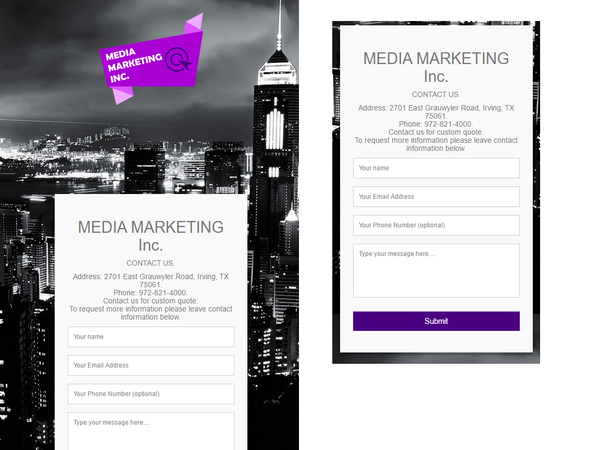 MEDIA
MARKETING
INC.
MEDIA MARKETING
Inc.
CONTACT US.
Address: 2701 East Grauwyler Road, Irving, TX
75061.
Phone: 972-821-4000.
Contact us for custom quote.
To request more information please leave contact
information below.
Your name
Your Email Address
Your Phone Number (optional)
Type your message here...
MEDIA MARKETING
Inc.
CONTACT US.
Address: 2701 East Grauwyler Road, Irving, TX
75061.
Phone: 972-821-4000.
Contact us for custom quote.
To request more information please leave contact
information below.
Your name
Your Email Address
Your Phone Number (optional)
Type your message here...
Submit